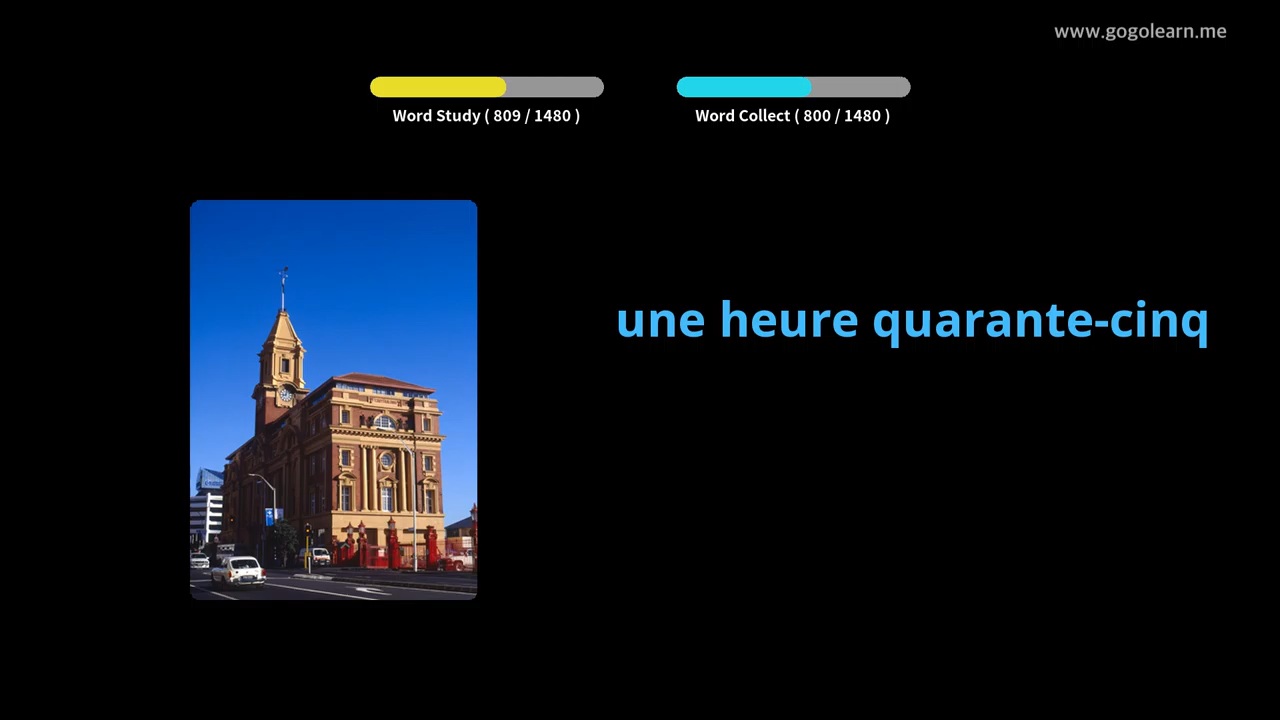 www.gogolearn.me
Word Study ( 809 / 1480 )
Word Collect ( 800 / 1480 )
une heure quarante-cinq